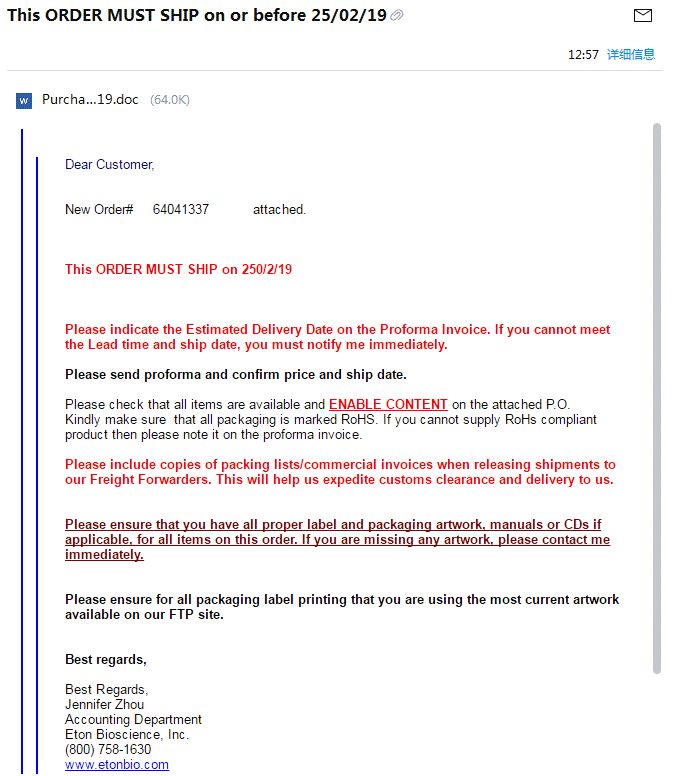 This ORDER MUST SHIP on or before 25/02/19
12:57 详细信息
W Purcha...19.doc (64.0K)
Dear Customer,
New Order# 64041337 attached.
This ORDER MUST SHIP on 250/2/19
Please indicate the Estimated Delivery Date on the Proforma Invoice. If you cannot meet
the Lead time and ship date, you must notify me immediately.
Please send proforma and confirm price and ship date.
Please check that all items are available and ENABLE CONTENT on the attached P.O.
Kindly make sure that all packaging is marked RoHS. If you cannot supply RoHs compliant
product then please note it on the proforma invoice.
Please include copies of packing lists/commercial invoices when releasing shipments to
our Freight Forwarders. This will help us expedite customs clearance and delivery to us.
Please ensure that you have all proper label and packaging artwork, manuals or CDs if
applicable, for all items on this order. If you are missing any artwork, please contact me
immediately.
Please ensure for all packaging label printing that you are using the most current artwork
available on our FTP site.
Best regards,
Best Regards,
Jennifer Zhou
Accounting Department
Eton Bioscience, Inc.
(800) 758-1630
www.etonbio.com